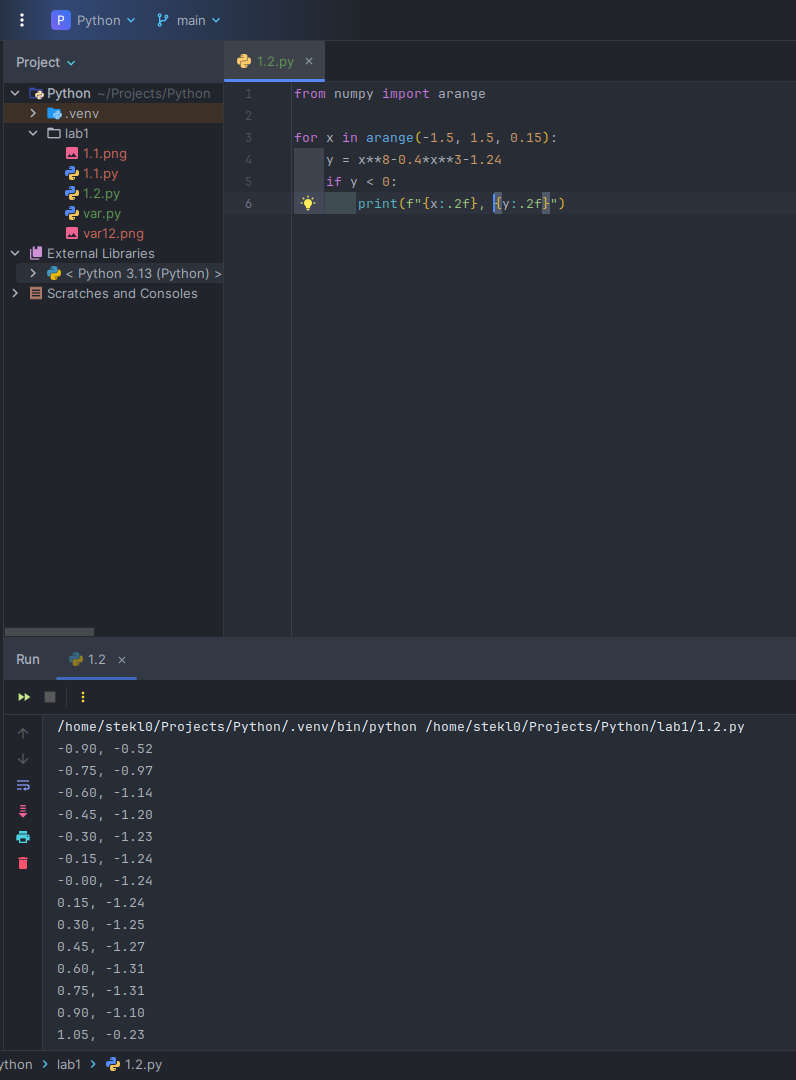 P Python main
Project
1.2.py
Python ~/Projects/Python
.venv
lab1
1.1.png
1.1.py
1.2.py
var.py
var12.png
External Libraries
< Python 3.13 (Python) >
Scratches and Consoles
1 from numpy import arange
2
3 for x in arange(-1.5, 1.5, 0.15):
4     y = x**8-0.4*x**3-1.24
5     if y < 0:
6         print(f"{x:.2f}, {y:.2f}")
Run 1.2
/home/stekl0/Projects/Python/.venv/bin/python /home/stekl0/Projects/Python/lab1/1.2.py
-0.90, -0.52
-0.75, -0.97
-0.60, -1.14
-0.45, -1.20
-0.30, -1.23
-0.15, -1.24
-0.00, -1.24
0.15, -1.24
0.30, -1.25
0.45, -1.27
0.60, -1.31
0.75, -1.31
0.90, -1.10
1.05, -0.23
ython > lab1 > 1.2.py